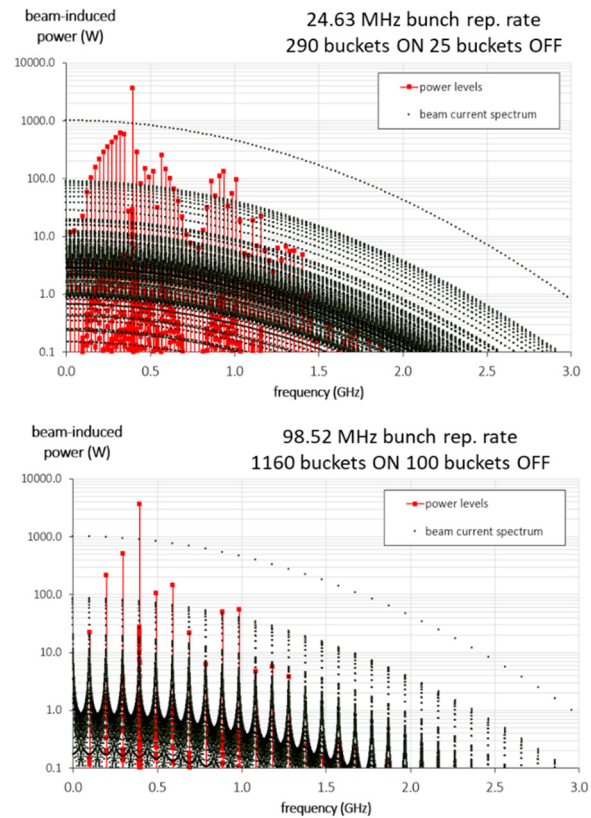 beam-induced
power (W)
24.63 MHz bunch rep. rate
290 buckets ON 25 buckets OFF
10000.0
1000.0
100.0
10.0
1.0
0.1
power levels
beam current spectrum
0.0 0.5 1.0 1.5 2.0 2.5 3.0
frequency (GHz)
beam-induced
power (W)
98.52 MHz bunch rep. rate
1160 buckets ON 100 buckets OFF
10000.0
1000.0
100.0
10.0
1.0
0.1
power levels
beam current spectrum
0.0 0.5 1.0 1.5 2.0 2.5 3.0
frequency (GHz)